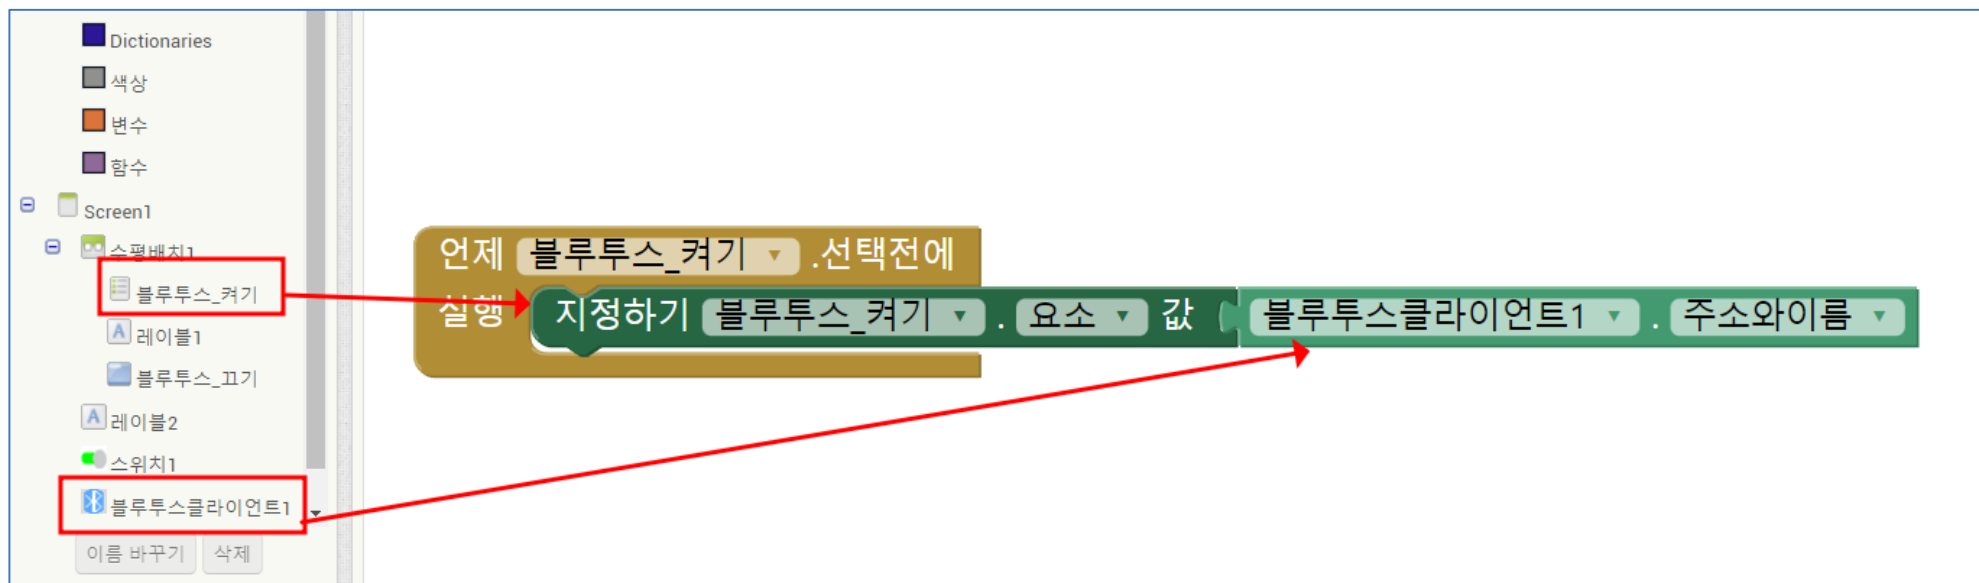 Dictionaries
색상
변수
함수
Screen1
수평배치1
블루투스_켜기
레이블1
블루투스_끄기
레이블2
스위치1
블루투스클라이언트1
이름 바꾸기 삭제
언제 블루투스_켜기 .선택전에
실행 지정하기 블루투스_켜기 . 요소 값 블루투스클라이언트1 . 주소와이름